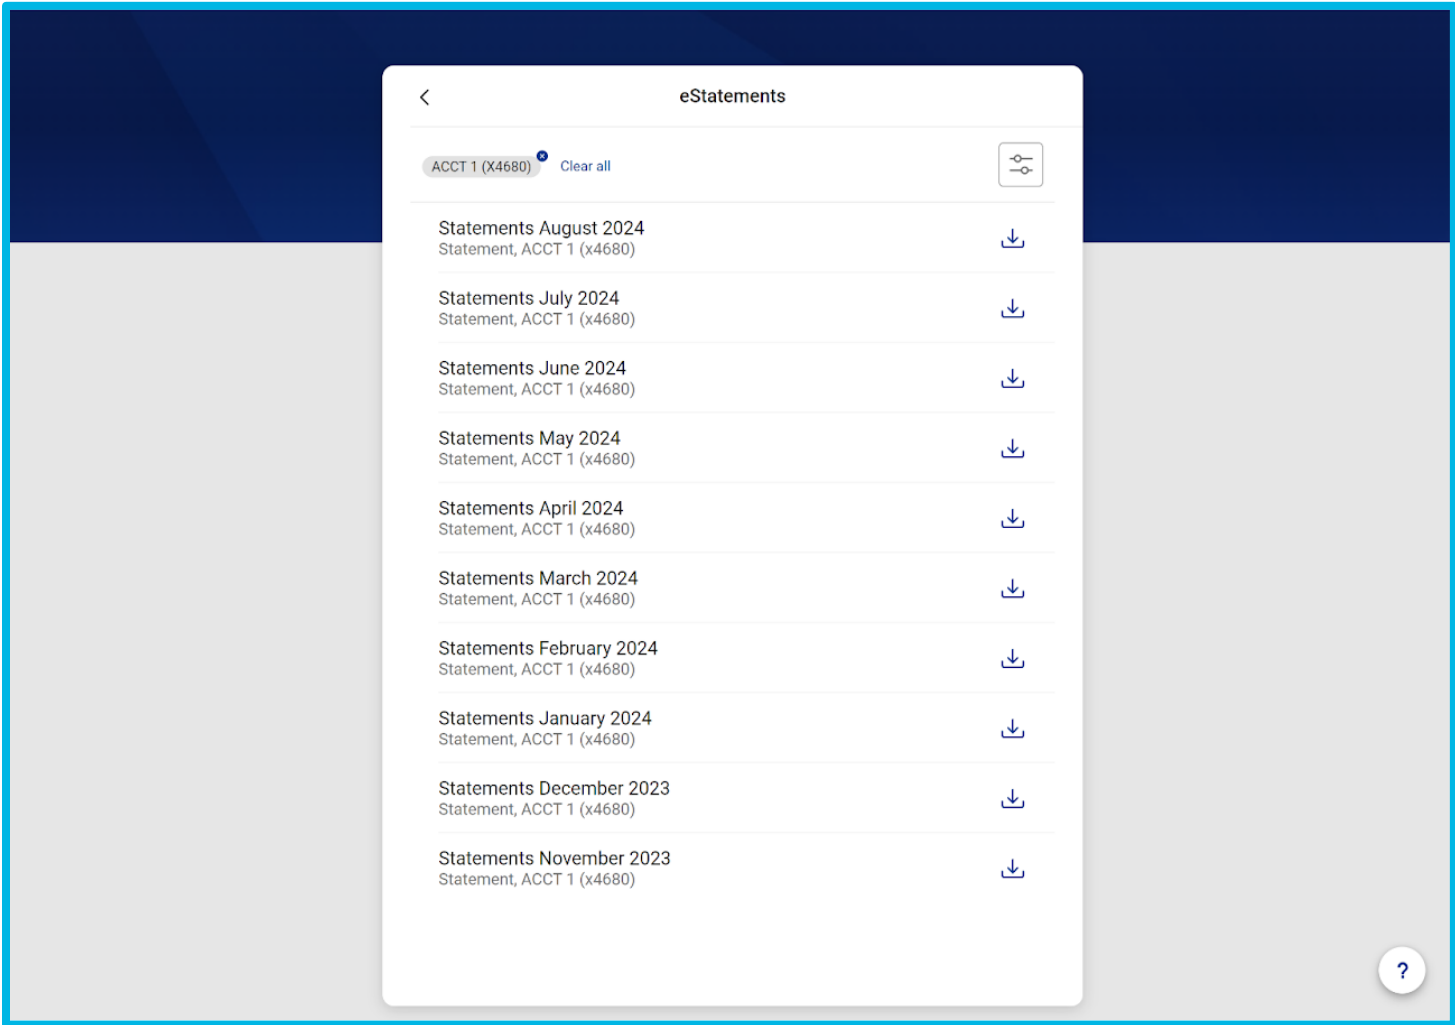 eStatements
ACCT 1 (X4680)
Clear all
Statements August 2024
Statement, ACCT 1 (x4680)
Statements July 2024
Statement, ACCT 1 (x4680)
Statements June 2024
Statement, ACCT 1 (x4680)
Statements May 2024
Statement, ACCT 1 (x4680)
Statements April 2024
Statement, ACCT 1 (x4680)
Statements March 2024
Statement, ACCT 1 (x4680)
Statements February 2024
Statement, ACCT 1 (x4680)
Statements January 2024
Statement, ACCT 1 (x4680)
Statements December 2023
Statement, ACCT 1 (x4680)
Statements November 2023
Statement, ACCT 1 (x4680)
?